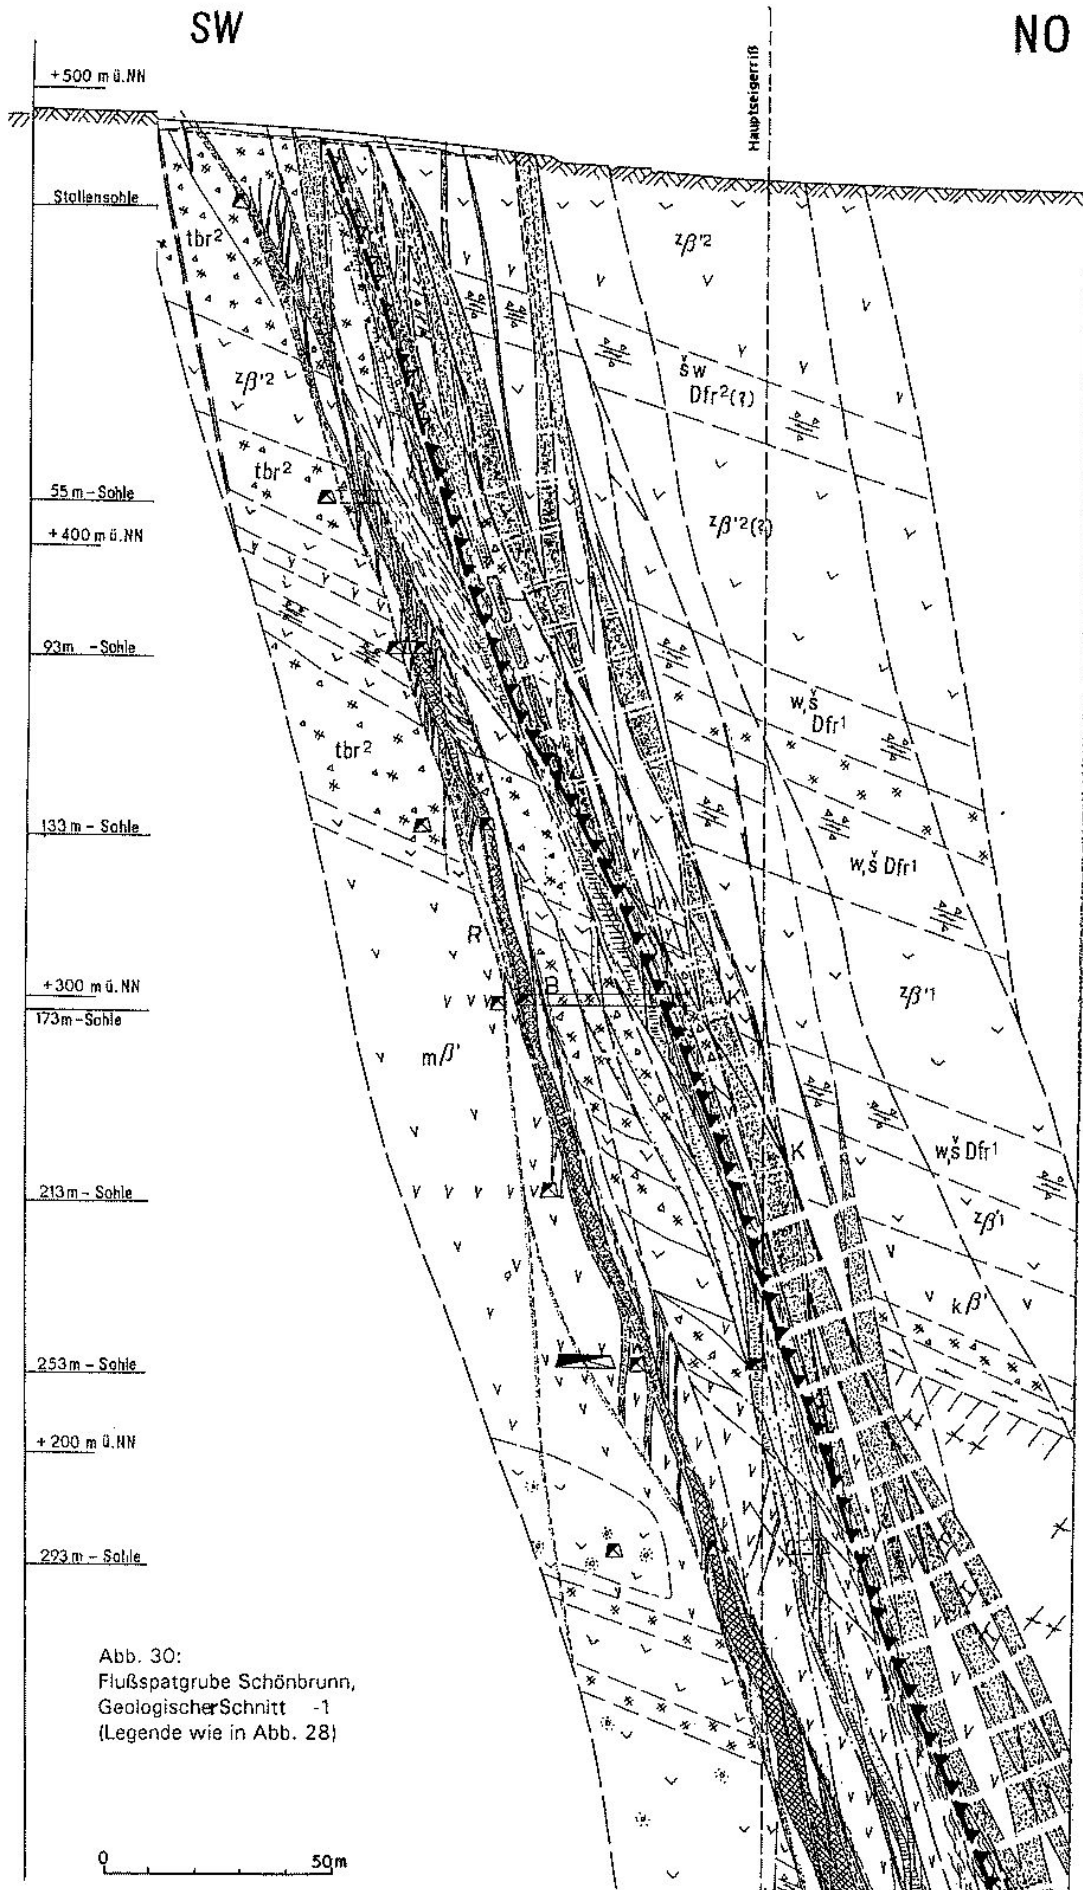 SW
NO
Hauptseigerriß
+500 m ü.NN
Stollensohle
tbr²
zβ'²
zβ'²
š w
Dfr²(?)
tbr²
55 m – Sohle
zβ'²(?)
+400 m ü.NN
93m – Sohle
w,š
Dfr¹
tbr²
133 m – Sohle
w,š Dfr¹
R
B
K
+300 m ü.NN
173m – Sohle
zβ'¹
mβ'
K
w,š Dfr¹
213 m – Sohle
zβ'¹
kβ'
253 m – Sohle
+ 200 m ü.NN
293 m – Sohle
Abb. 30:
Flußspatgrube Schönbrunn,
Geologischer Schnitt -1
(Legende wie in Abb. 28)
0 50m